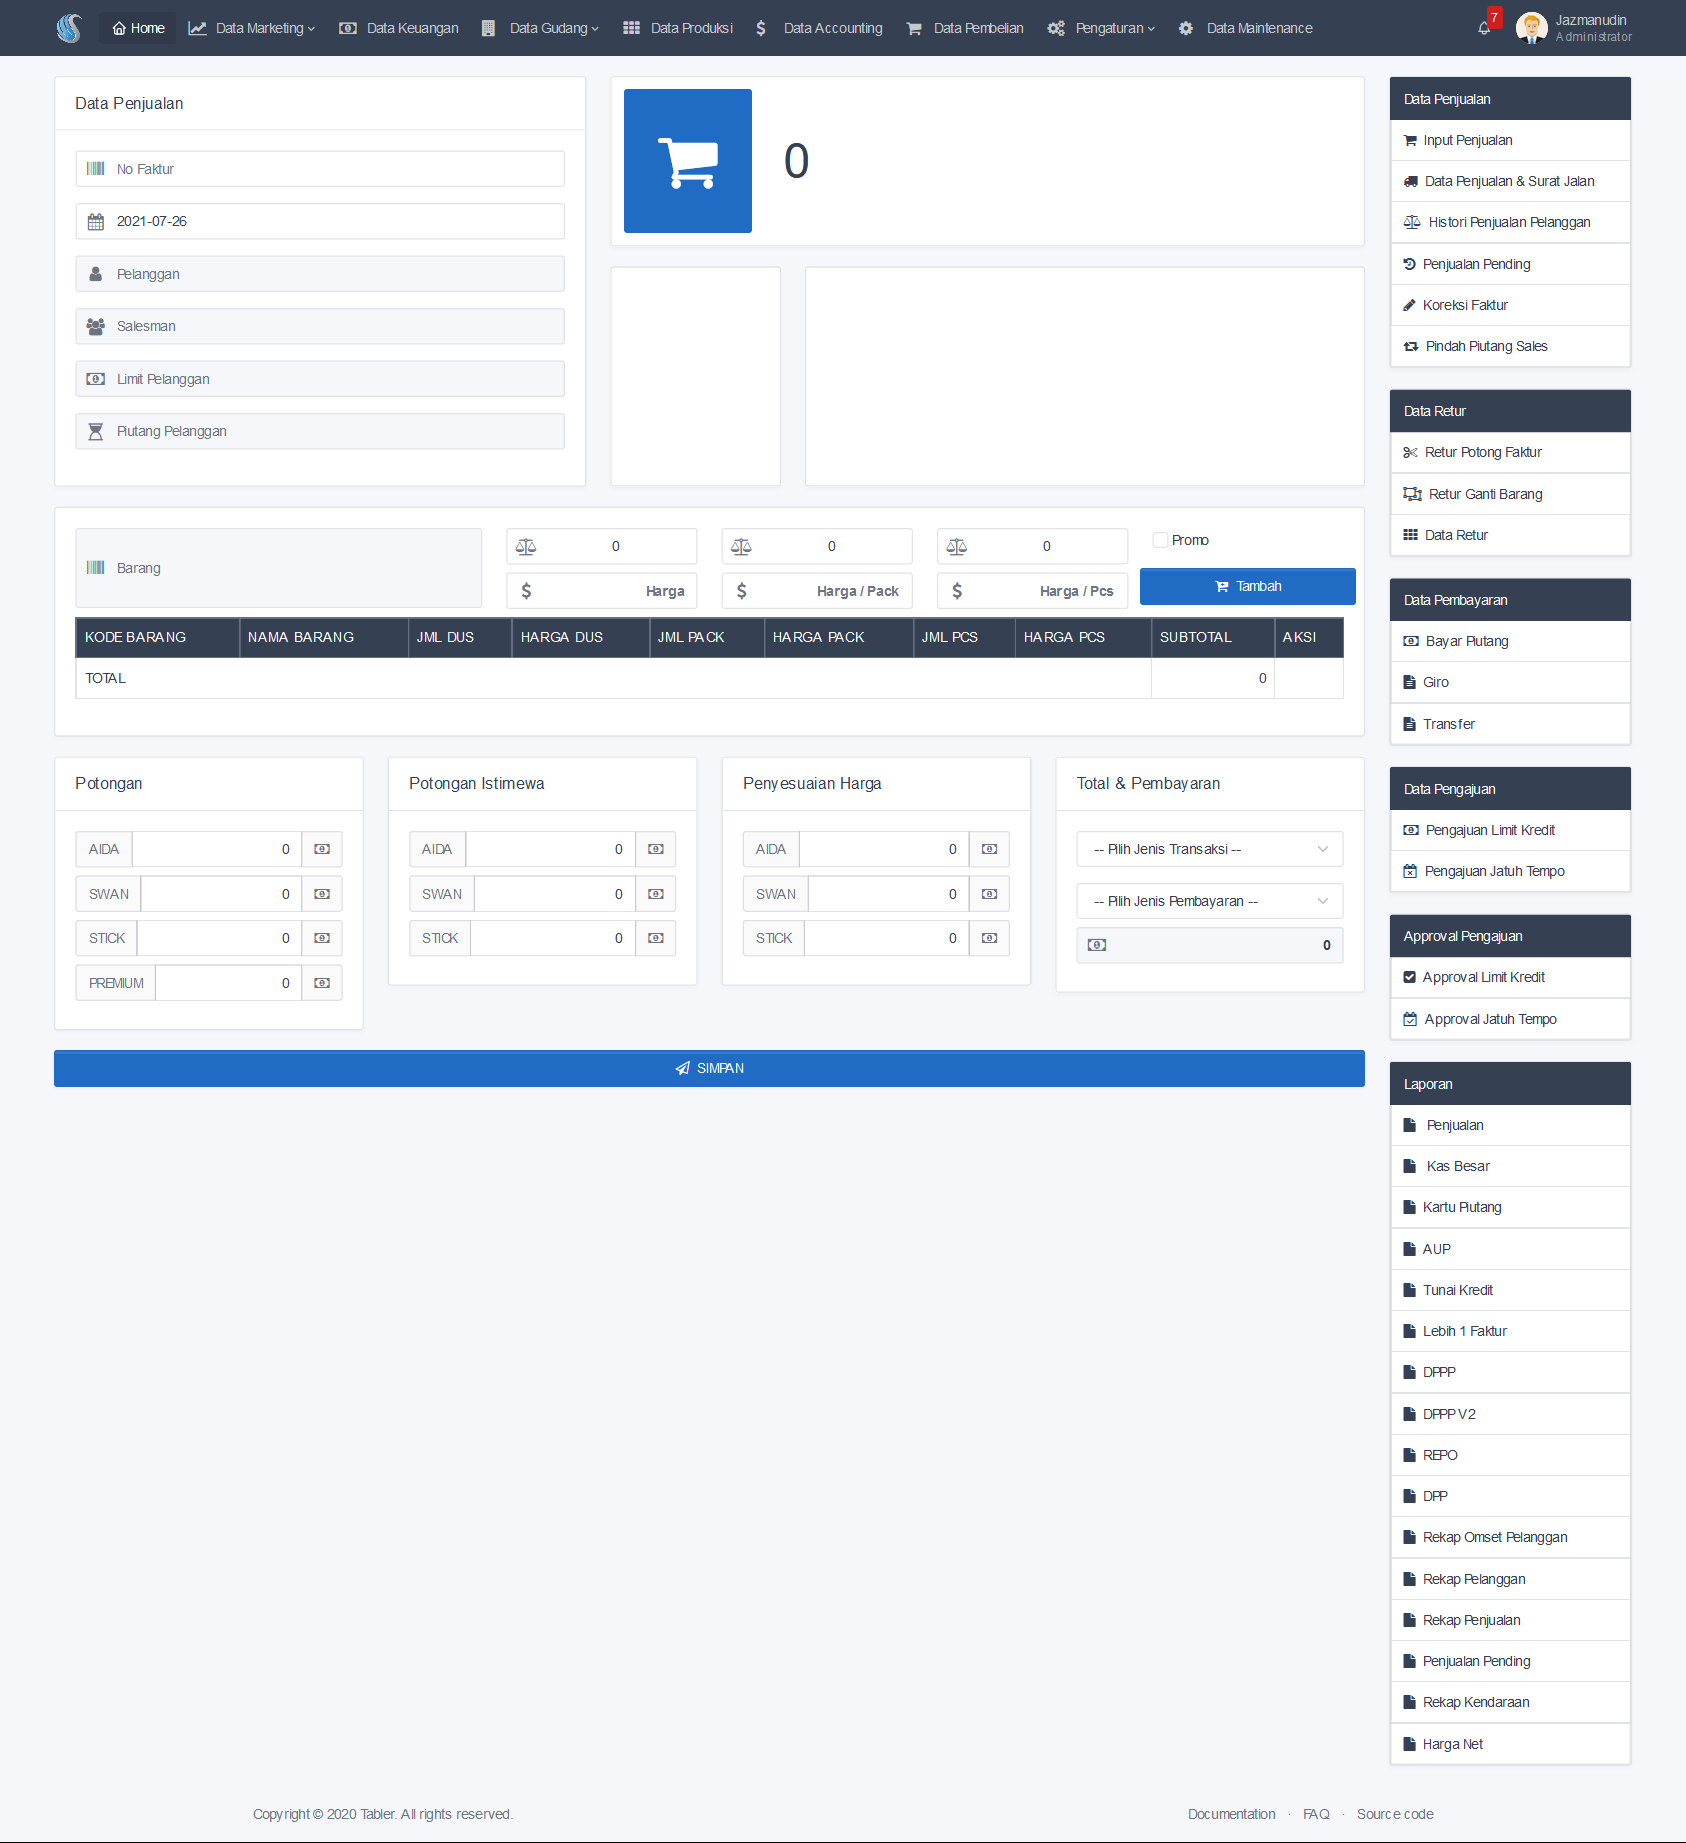 Home Data Marketing Data Keuangan Data Gudang Data Produksi $ Data Accounting Data Pembelian Pengaturan Data Maintenance 7 Jazmanudin
Administrator
Data Penjualan
No Faktur
2021-07-26
Pelanggan
Salesman
Limit Pelanggan
Piutang Pelanggan
0
Barang
0 0 0 Promo
$ Harga $ Harga / Pack $ Harga / Pcs Tambah
KODE BARANG NAMA BARANG JML DUS HARGA DUS JML PACK HARGA PACK JML PCS HARGA PCS SUBTOTAL AKSI
TOTAL 0
Potongan
AIDA 0
SWAN 0
STICK 0
PREMIUM 0
Potongan Istimewa
AIDA 0
SWAN 0
STICK 0
Penyesuaian Harga
AIDA 0
SWAN 0
STICK 0
Total & Pembayaran
-- Pilih Jenis Transaksi --
-- Pilih Jenis Pembayaran --
0
SIMPAN
Data Penjualan
Input Penjualan
Data Penjualan & Surat Jalan
Histori Penjualan Pelanggan
Penjualan Pending
Koreksi Faktur
Pindah Piutang Sales
Data Retur
Retur Potong Faktur
Retur Ganti Barang
Data Retur
Data Pembayaran
Bayar Piutang
Giro
Transfer
Data Pengajuan
Pengajuan Limit Kredit
Pengajuan Jatuh Tempo
Approval Pengajuan
Approval Limit Kredit
Approval Jatuh Tempo
Laporan
Penjualan
Kas Besar
Kartu Piutang
AUP
Tunai Kredit
Lebih 1 Faktur
DPPP
DPPP V2
REPO
DPP
Rekap Omset Pelanggan
Rekap Pelanggan
Rekap Penjualan
Penjualan Pending
Rekap Kendaraan
Harga Net
Copyright © 2020 Tabler. All rights reserved.
Documentation · FAQ · Source code